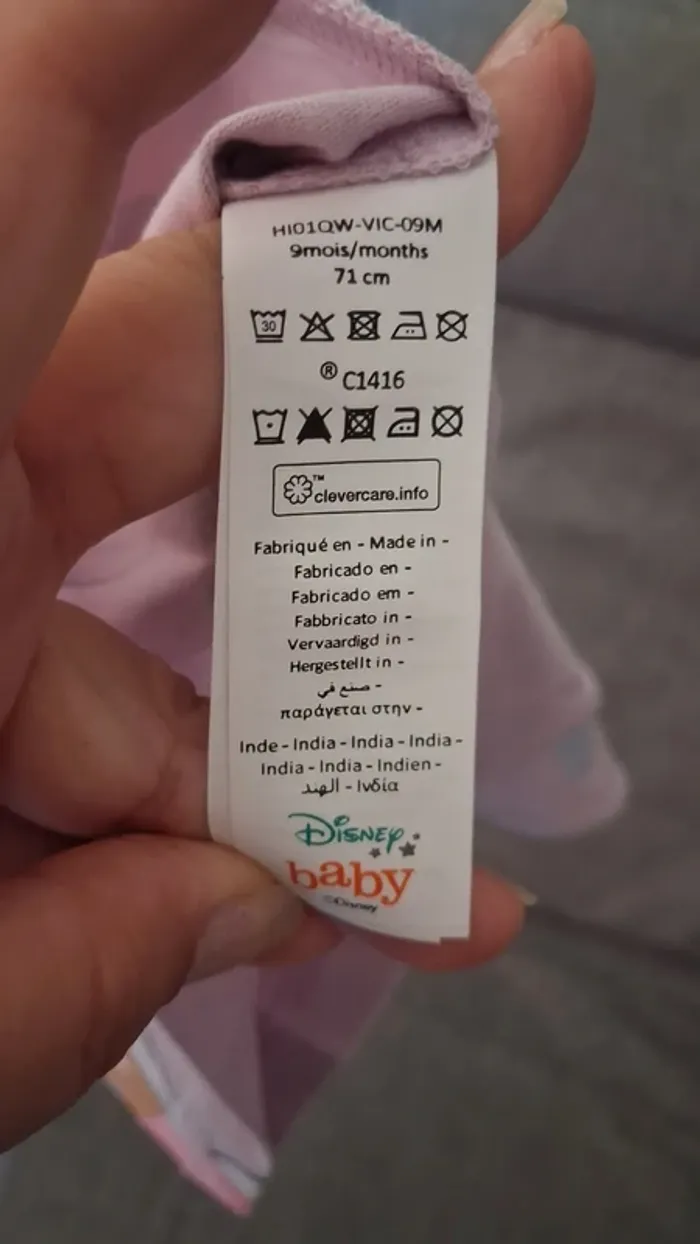 HI01QW-VIC-09M
9mois/months
71 cm
30
® C1416
™
clevercare.info
Fabriqué en - Made in -
Fabricado en -
Fabricado em -
Fabbricato in -
Vervaardigd in -
Hergestellt in -
صنع في -
παράγεται στην -
Inde - India - India - India -
India - India - Indien -
الهند - Ινδία
Disney
baby
©Disney